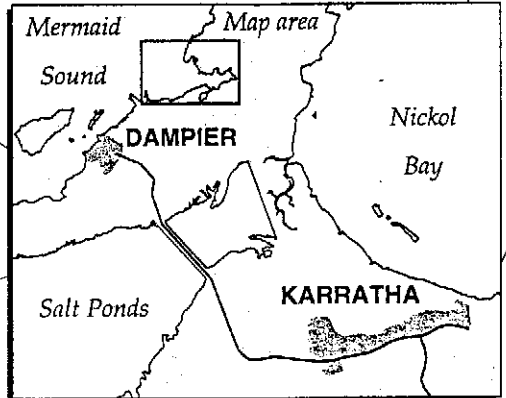 Mermaid
Sound
Map area
DAMPIER
Nickol
Bay
Salt Ponds
KARRATHA